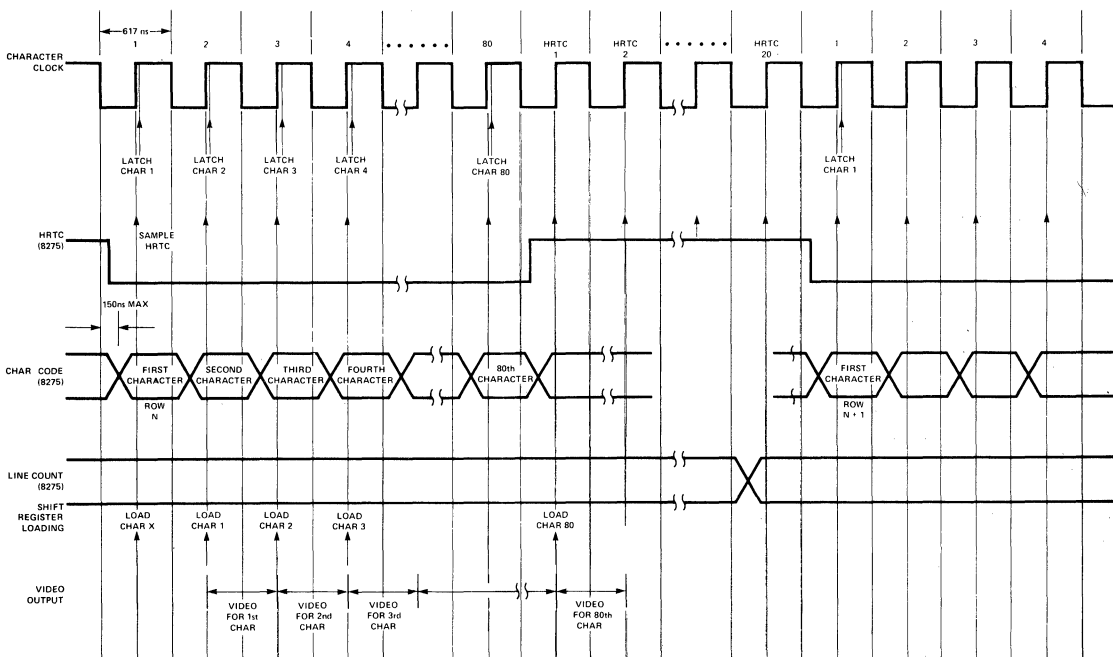 617 ns
1 2 3 4 80 HRTC 1 HRTC 2 HRTC 20 1 2 3 4
CHARACTER
CLOCK
LATCH
CHAR 1
LATCH
CHAR 2
LATCH
CHAR 3
LATCH
CHAR 4
LATCH
CHAR 80
LATCH
CHAR 1
HRTC
(8275)
SAMPLE
HRTC
150ns MAX
CHAR CODE
(8275)
FIRST
CHARACTER
ROW
N
SECOND
CHARACTER
THIRD
CHARACTER
FOURTH
CHARACTER
80th
CHARACTER
FIRST
CHARACTER
ROW
N + 1
LINE COUNT
(8275)
SHIFT
REGISTER
LOADING
LOAD
CHAR X
LOAD
CHAR 1
LOAD
CHAR 2
LOAD
CHAR 3
LOAD
CHAR 80
VIDEO
OUTPUT
VIDEO
FOR 1st
CHAR
VIDEO
FOR 2nd
CHAR
VIDEO
FOR 3rd
CHAR
VIDEO
FOR 80th
CHAR